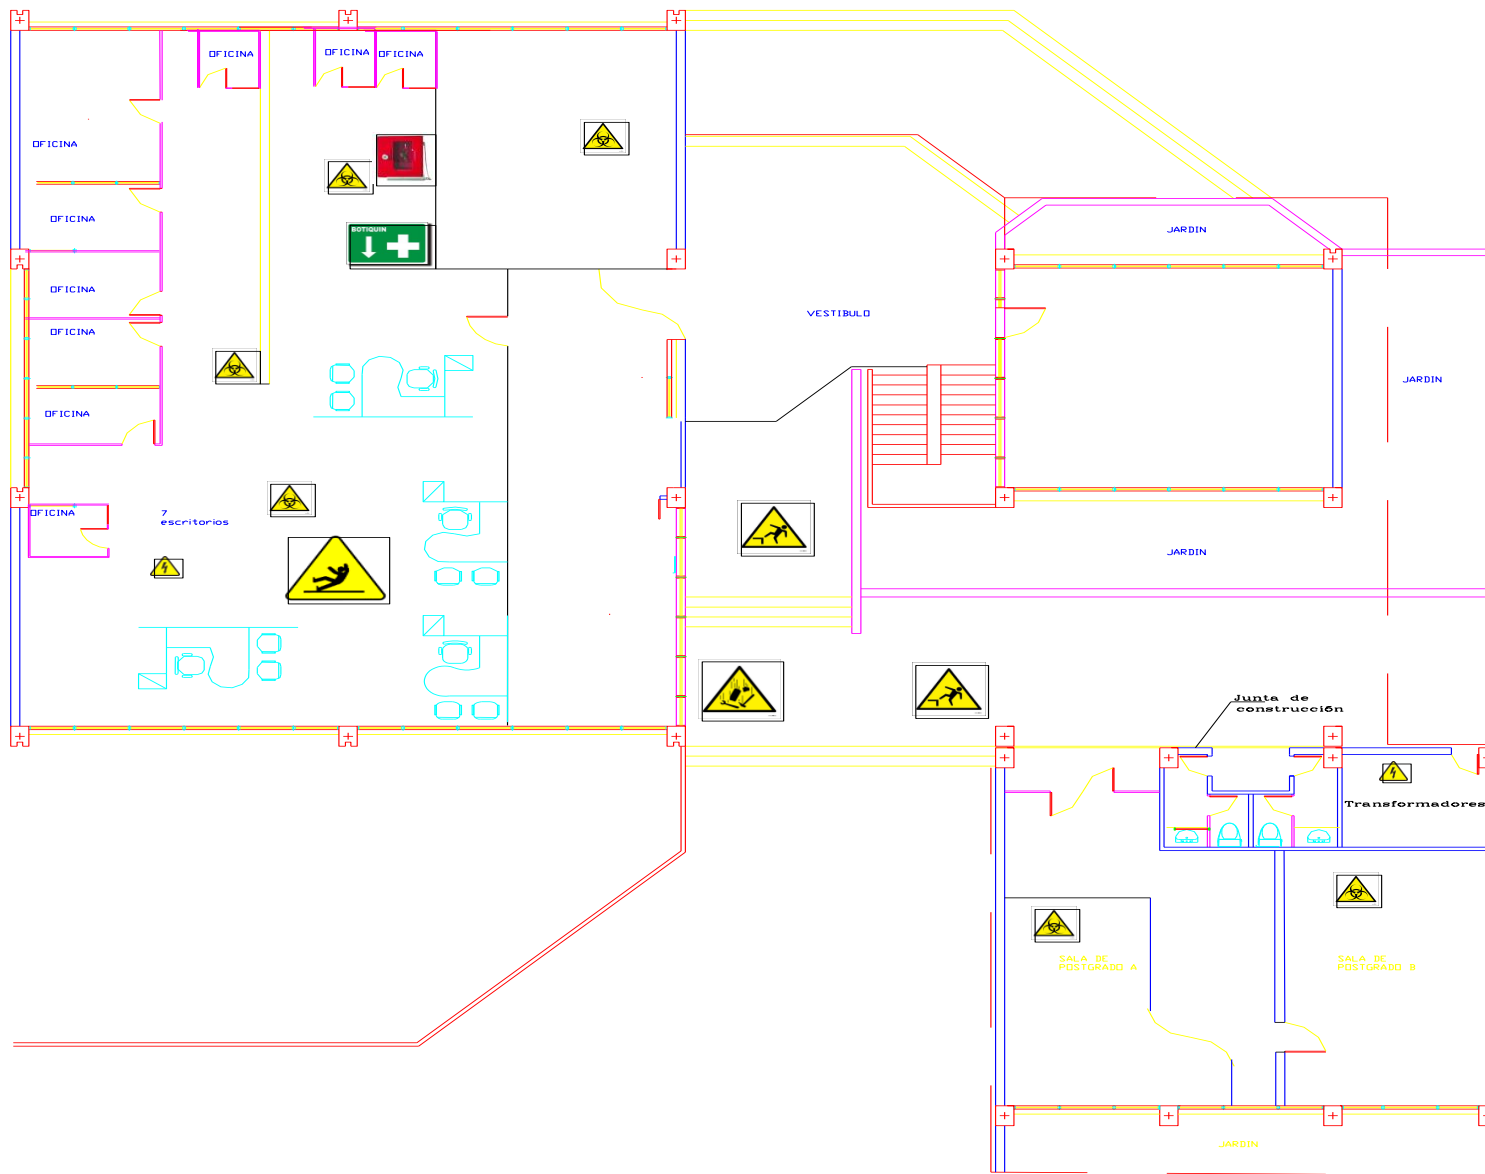 OFICINA
OFICINA
OFICINA
OFICINA
BOTIQUIN
OFICINA
JARDIN
OFICINA
VESTIBULO
OFICINA
JARDIN
OFICINA
OFICINA
7
escritorios
JARDIN
Junta de
construcción
Transformadores
SALA DE
POSTGRADO A
SALA DE
POSTGRADO B
JARDIN